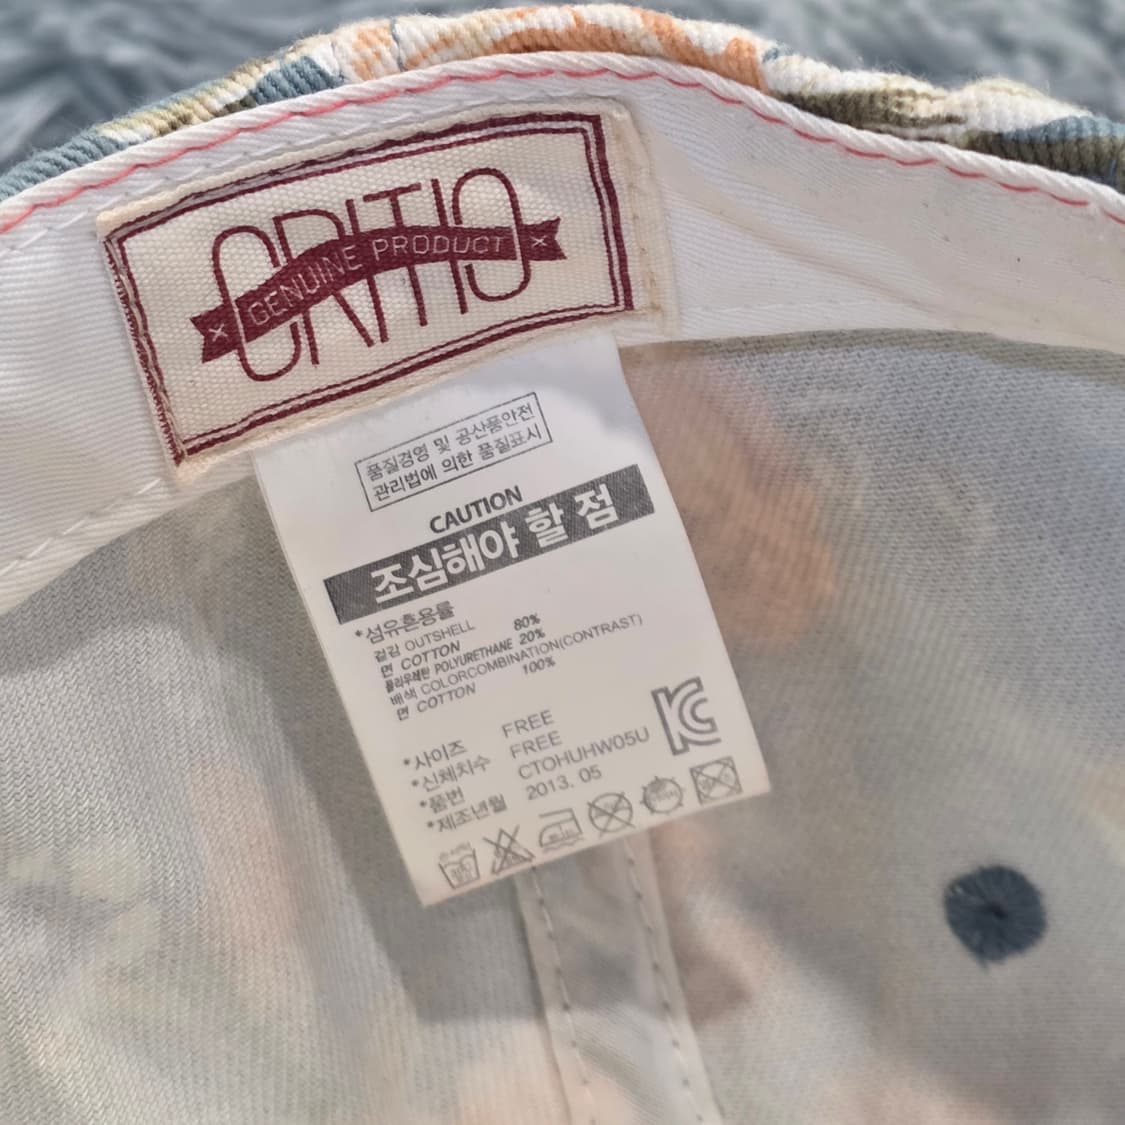 CRITIC
GENUINE PRODUCT
품질경영 및 공산품안전
관리법에 의한 품질표시
CAUTION
조심해야 할 점
*섬유혼용률
겉감 OUTSHELL
면 COTTON 80%
폴리우레탄 POLYURETHANE 20%
배색 COLORCOMBINATION(CONTRAST)
면 COTTON 100%
*사이즈 FREE
*신체치수 FREE
*품번 CTOHUHW05U
*제조년월 2013. 05